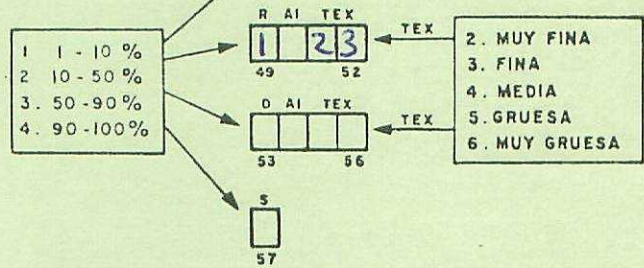 1 1 - 10 %
2 10 - 50 %
3. 50 - 90 %
4. 90 - 100 %
R AI TEX
1 2 3
49 52
TEX
D AI TEX
53 56
TEX
S
57
2. MUY FINA
3. FINA
4. MEDIA
5. GRUESA
6. MUY GRUESA